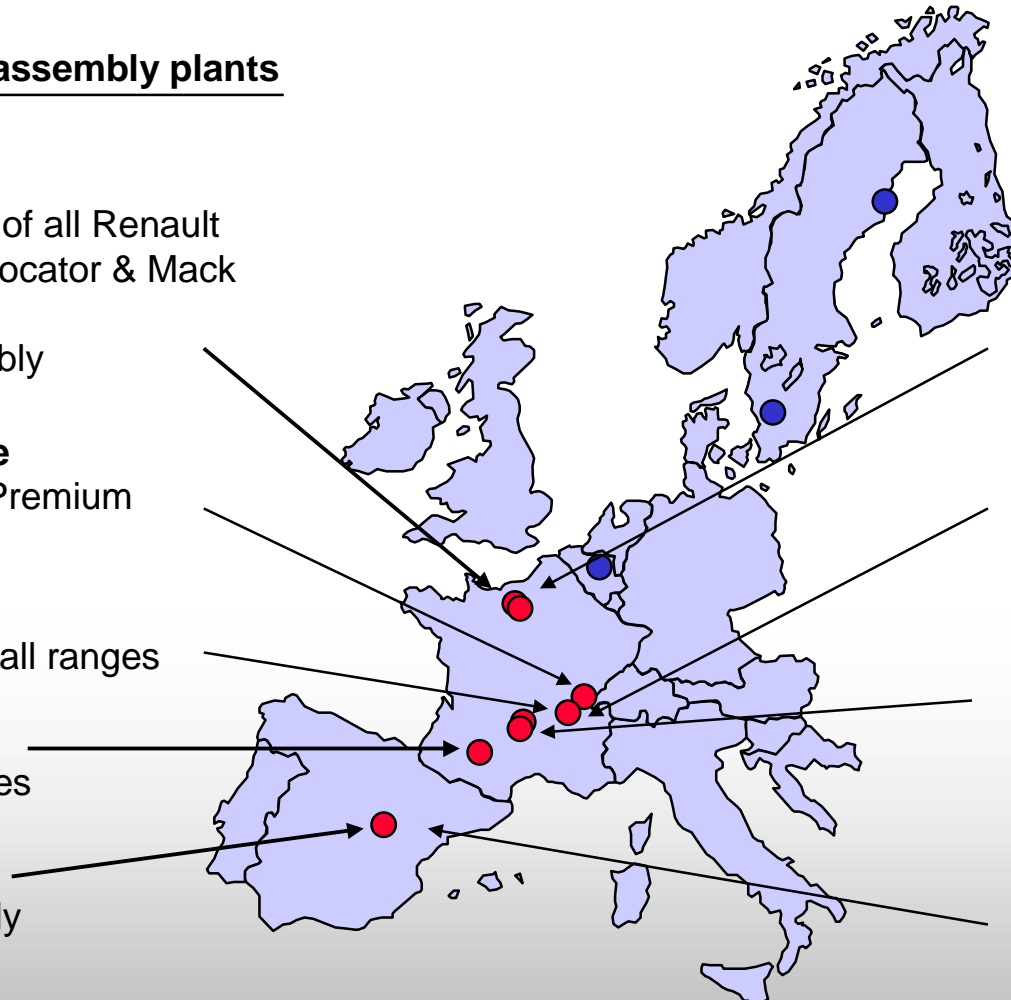 assembly plants
of all Renault
ocator & Mack
bly
e
Premium
all ranges
es
ly